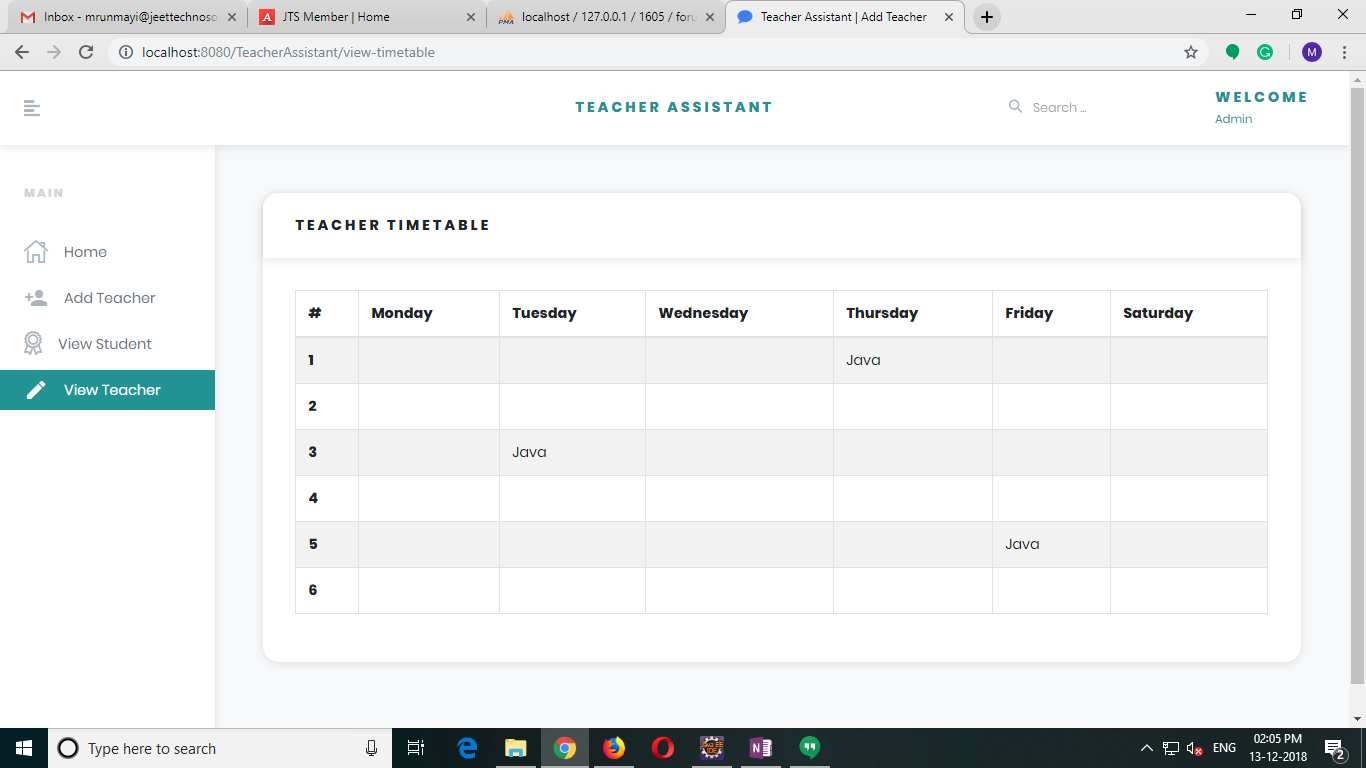 Inbox - mrunmayi@jeettechnoso
JTS Member | Home
localhost / 127.0.0.1 / 1605 / foru
Teacher Assistant | Add Teacher
localhost:8080/TeacherAssistant/view-timetable
M
TEACHER ASSISTANT
Search ...
WELCOME
Admin
MAIN
Home
Add Teacher
View Student
View Teacher
TEACHER TIMETABLE
# Monday Tuesday Wednesday Thursday Friday Saturday
1 Java
2
3 Java
4
5 Java
6
Type here to search
ENG
02:05 PM
13-12-2018
2